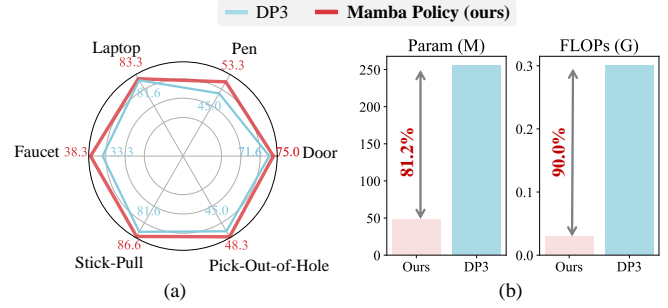 DP3 Mamba Policy (ours)
(a)
Laptop
83.3
81.6
Pen
53.3
45.0
Faucet
38.3
33.3
71.6
75.0
Door
81.6
86.6
Stick-Pull
45.0
48.3
Pick-Out-of-Hole
(b)
Param (M)
250
200
150
100
50
0
81.2%
Ours DP3
FLOPs (G)
0.3
0.2
0.1
0.0
90.0%
Ours DP3